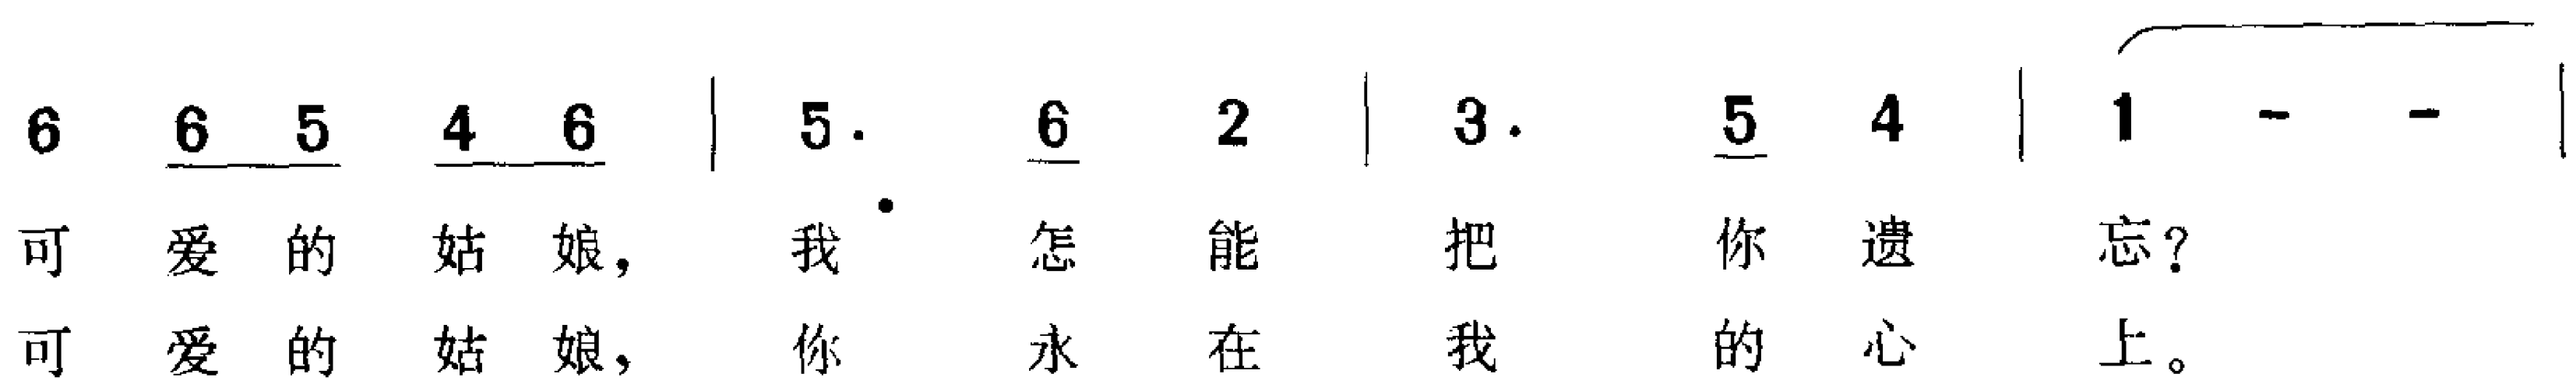 6 6 5 4 6 | 5. 6 2 | 3. 5 4 | 1 - - |
可爱的姑娘，我怎能把你遗忘？
可爱的姑娘，你永在我的心上。